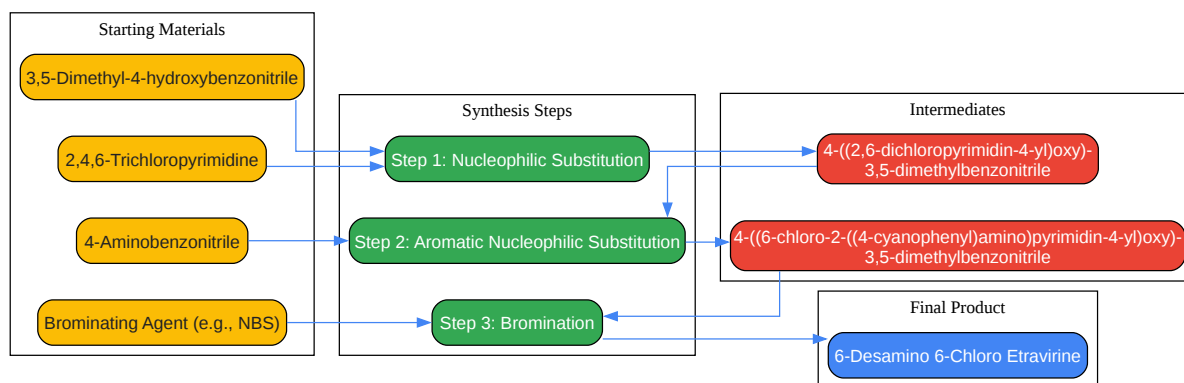 Starting Materials
3,5-Dimethyl-4-hydroxybenzonitrile
2,4,6-Trichloropyrimidine
4-Aminobenzonitrile
Brominating Agent (e.g., NBS)
Synthesis Steps
Step 1: Nucleophilic Substitution
Step 2: Aromatic Nucleophilic Substitution
Step 3: Bromination
Intermediates
4-((2,6-dichloropyrimidin-4-yl)oxy)-
3,5-dimethylbenzonitrile
4-((6-chloro-2-((4-cyanophenyl)amino)pyrimidin-4-yl)oxy)-
3,5-dimethylbenzonitrile
Final Product
6-Desamino 6-Chloro Etravirine